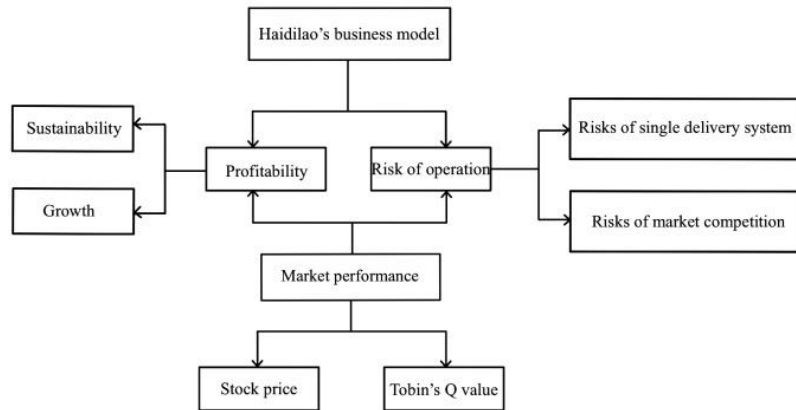 Haidilao's business model
Sustainability
Risks of single delivery system
Profitability
Risk of operation
Growth
Risks of market competition
Market performance
Stock price
Tobin's Q value